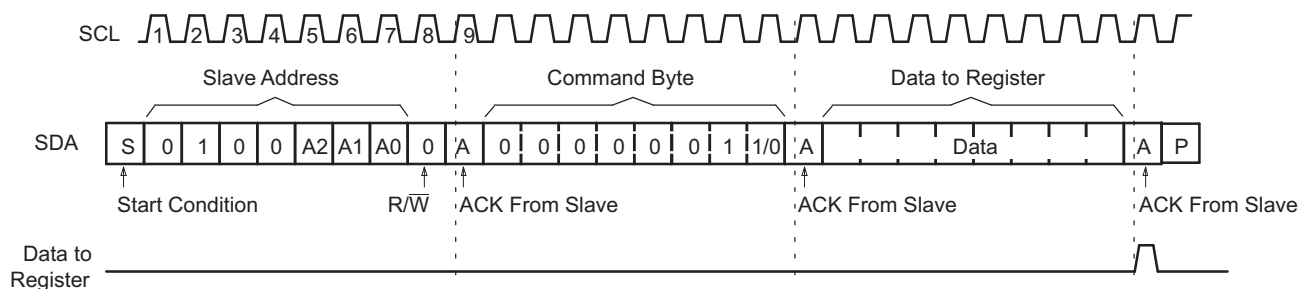 SCL 1 2 3 4 5 6 7 8 9
Slave Address Command Byte Data to Register
SDA S 0 1 0 0 A2 A1 A0 0 A 0 0 0 0 0 0 1 1/0 A Data A P
Start Condition R/W̅ ACK From Slave ACK From Slave ACK From Slave
Data to
Register